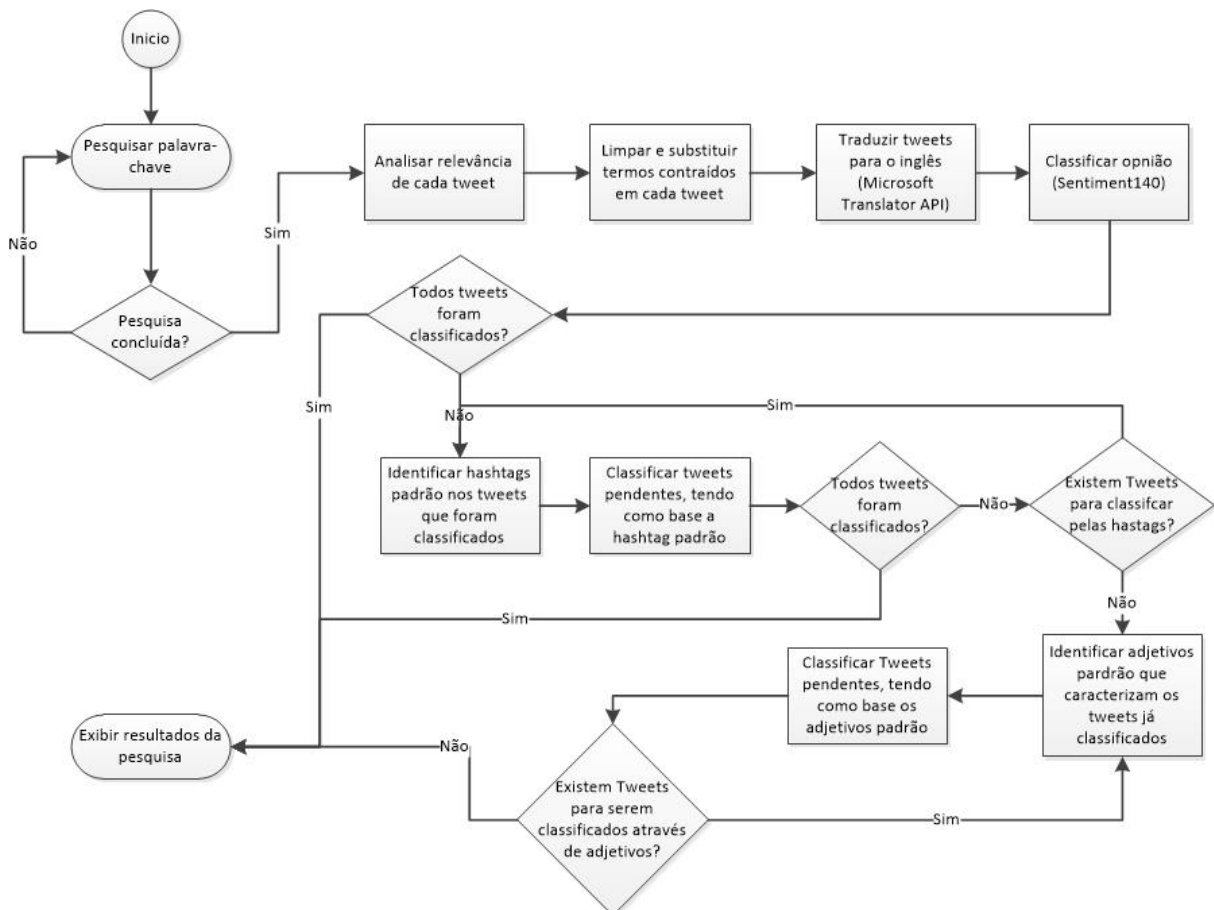 Inicio
Pesquisar palavra-
chave
Não
Pesquisa
concluída?
Sim
Analisar relevância
de cada tweet
Limpar e substituir
termos contraídos
em cada tweet
Traduzir tweets
para o inglês
(Microsoft
Translator API)
Classificar opnião
(Sentiment140)
Todos tweets
foram
classificados?
Sim
Não
Sim
Identificar hashtags
padrão nos tweets
que foram
classificados
Classificar tweets
pendentes, tendo
como base a
hashtag padrão
Todos tweets
foram
classificados?
Não
Existem Tweets
para classifcar
pelas hastags?
Sim
Não
Identificar adjetivos
pardrão que
caracterizam os
tweets já
classificados
Classificar Tweets
pendentes, tendo
como base os
adjetivos padrão
Existem Tweets
para serem
classificados através
de adjetivos?
Sim
Não
Exibir resultados da
pesquisa